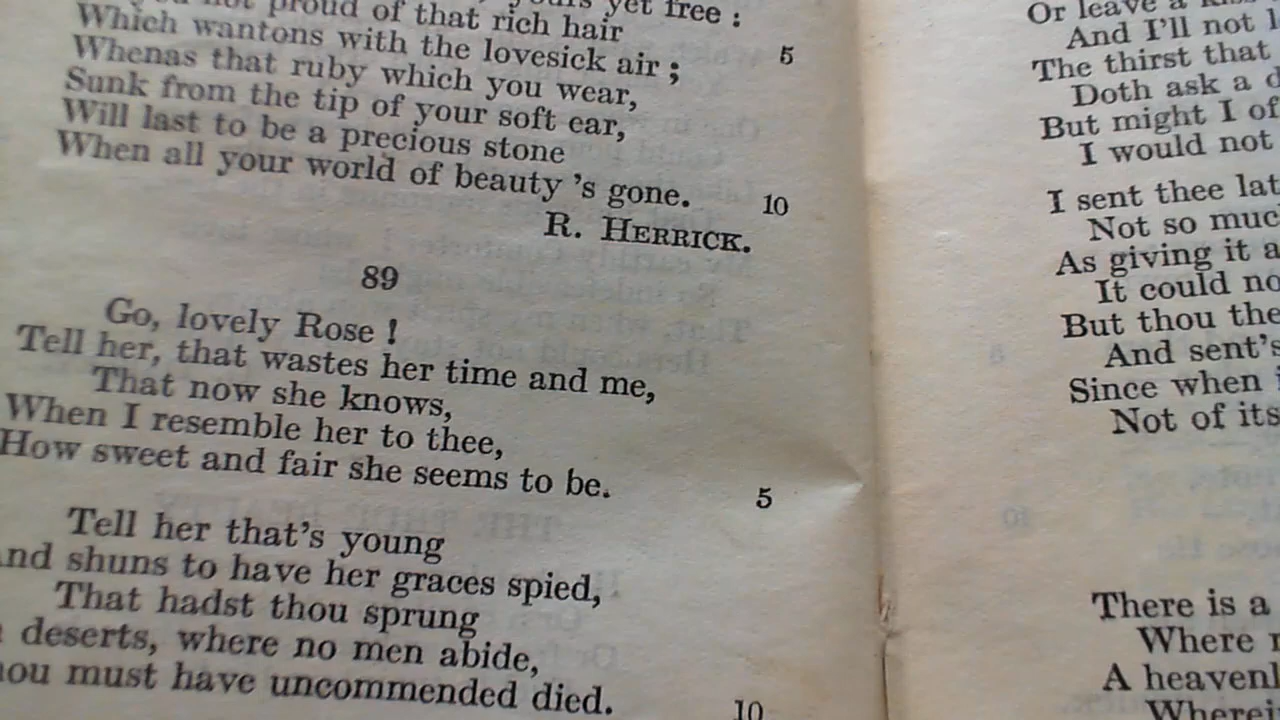 not proud of that rich hair
Which wantons with the lovesick air ;
5
Whenas that ruby which you wear,
Sunk from the tip of your soft ear,
Will last to be a precious stone
When all your world of beauty 's gone.
10
R. HERRICK.
89
Go, lovely Rose !
Tell her, that wastes her time and me,
That now she knows,
When I resemble her to thee,
How sweet and fair she seems to be.
5
Tell her that's young
nd shuns to have her graces spied,
That hadst thou sprung
deserts, where no men abide,
ou must have uncommended died.
10
Or leave a
And I'll not
The thirst that
Doth ask a
But might I of
I would not
I sent thee lat
Not so muc
As giving it a
It could no
But thou the
And sent's
Since when
Not of its
There is a
Where
A heavenl
Wherei